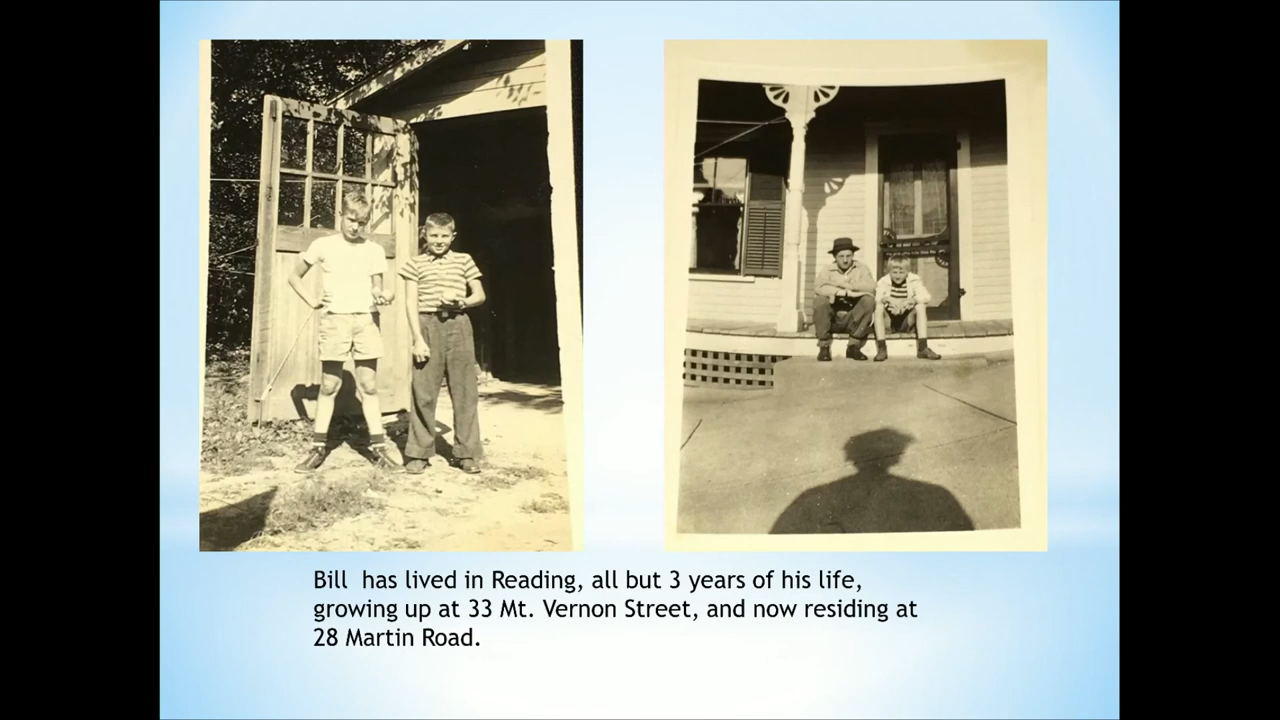 Bill  has lived in Reading, all but 3 years of his life,
growing up at 33 Mt. Vernon Street, and now residing at
28 Martin Road.